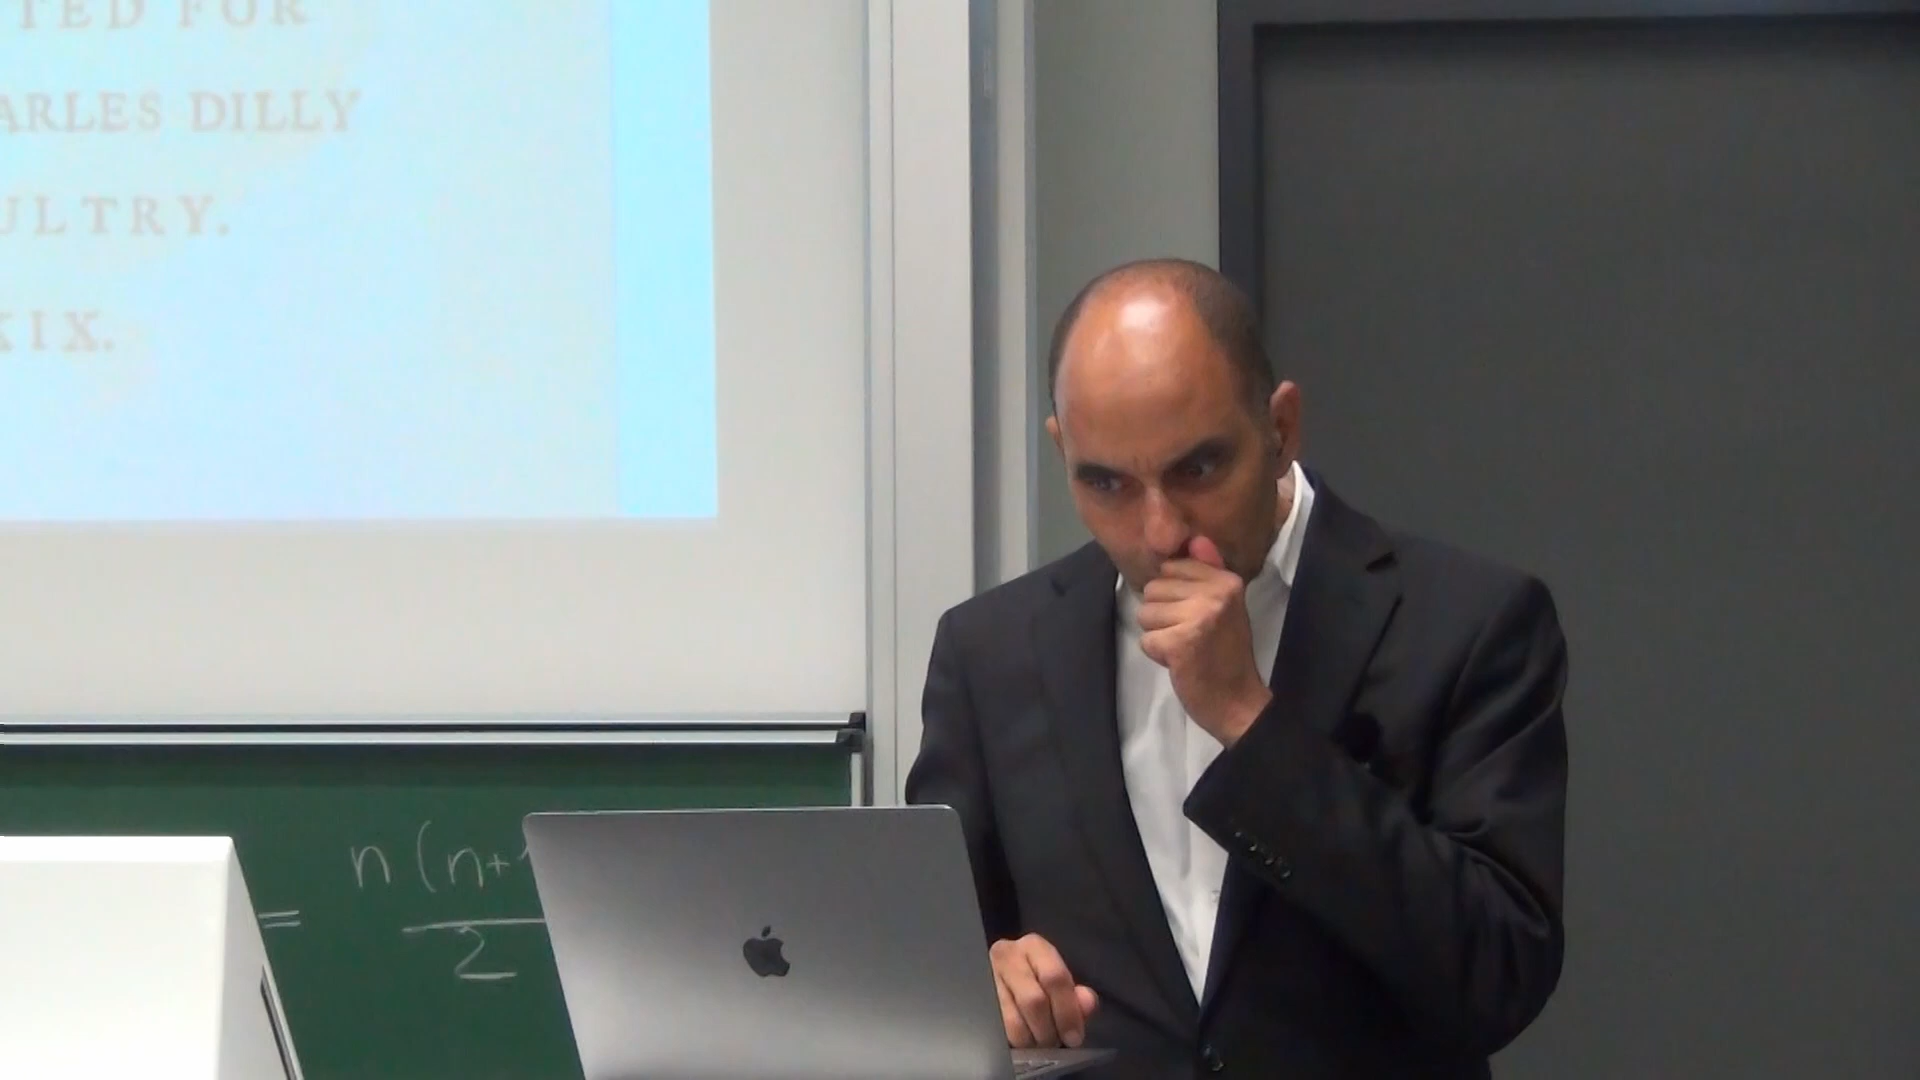 TED FOR
ARLES DILLY
ULTRY.
XIX.
n(n+
=
2